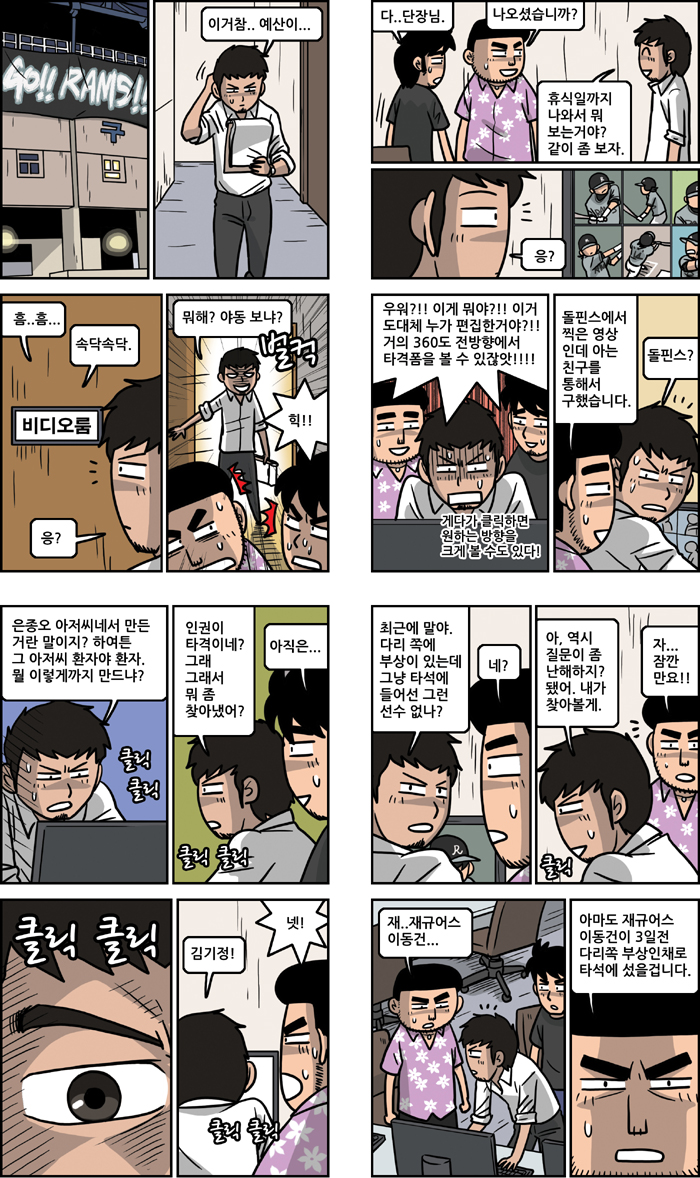 GO!! RAMS!!
구
이거참.. 예산이...
흠..흠...
속닥속닥.
비디오룸
응?
뭐해? 야동 보냐?
벌컥
힉!!
다..단장님.
나오셨습니까?
휴식일까지
나와서 뭐
보는거야?
같이 좀 보자.
응?
우워?!! 이게 뭐야?!! 이거
도대체 누가 편집한거야?!!
거의 360도 전방향에서
타격폼을 볼 수 있잖앗!!!!
게다가 클릭하면
원하는 방향을
크게 볼 수도 있다!
돌핀스에서
찍은 영상
인데 아는
친구를
통해서
구했습니다.
돌핀스?
은종오 아저씨네서 만든
거란 말이지? 하여튼
그 아저씨 환자야 환자.
뭘 이렇게까지 만드냐?
클릭
클릭
인권이
타격이네?
그래
그래서
뭐 좀
찾아냈어?
아직은...
클릭 클릭
클릭 클릭
김기정!
넷!
클릭 클릭
최근에 말야.
다리 쪽에
부상이 있는데
그냥 타석에
들어선 그런
선수 없나?
네?
R
아, 역시
질문이 좀
난해하지?
됐어. 내가
찾아볼게.
자...
잠깐
만요!!
클릭
재..재규어스
이동건...
아마도 재규어스
이동건이 3일전
다리쪽 부상인채로
타석에 섰을겁니다.